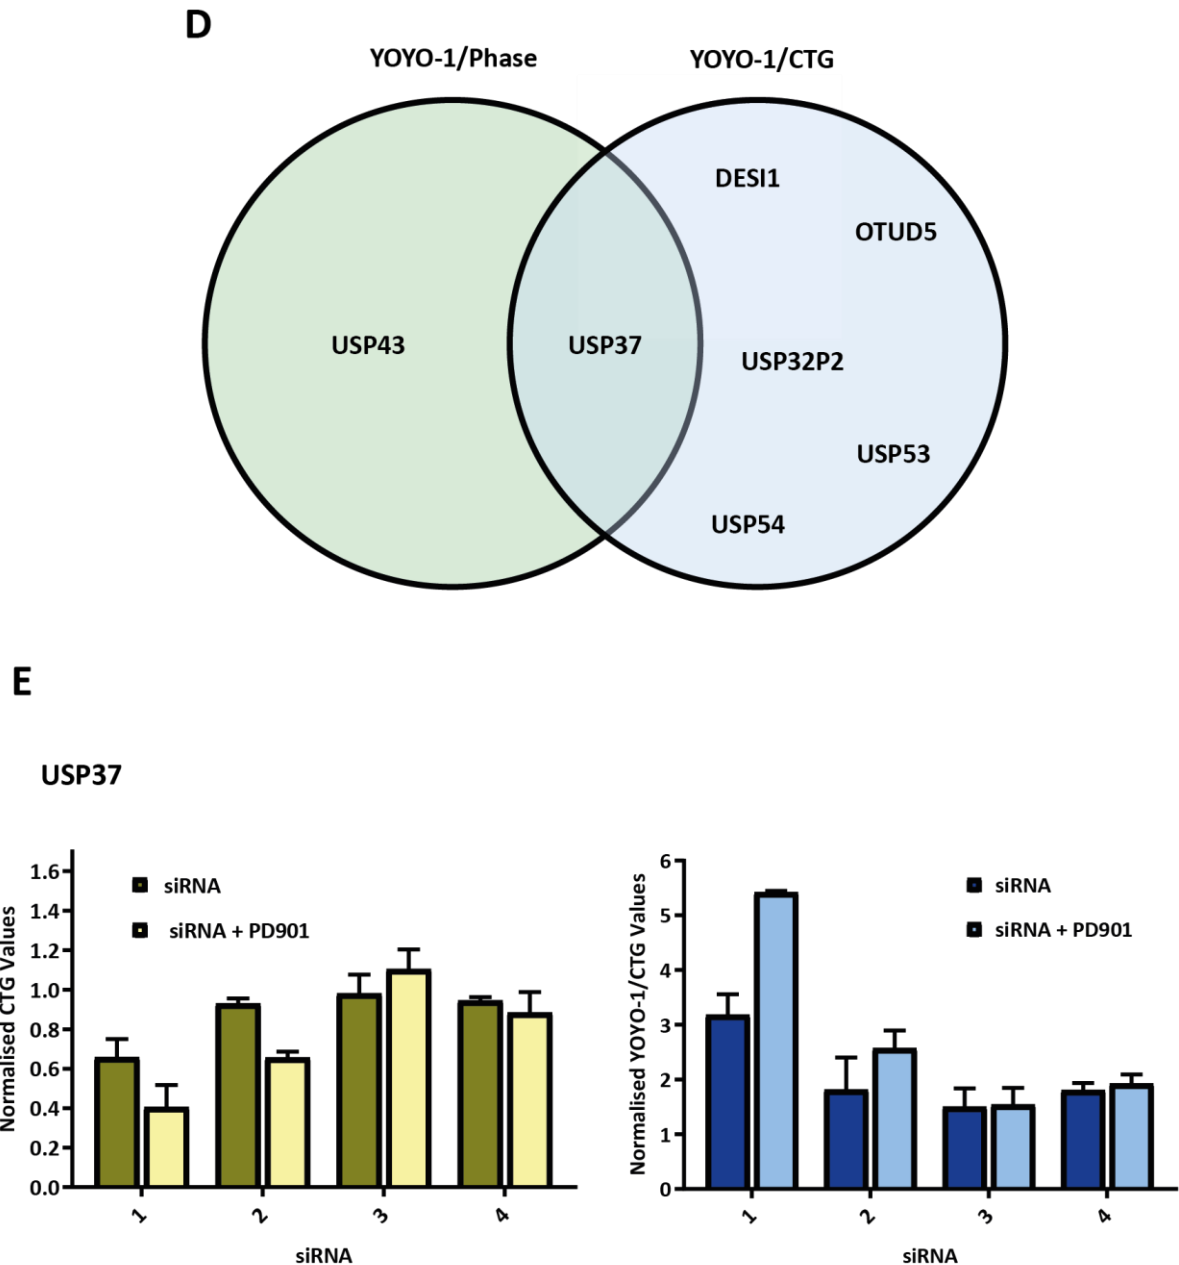 D
YOYO-1/Phase
YOYO-1/CTG
DESI1
OTUD5
USP43
USP37
USP32P2
USP53
USP54
E
USP37
Normalised CTG Values
1.6
1.4
1.2
1.0
0.8
0.6
0.4
0.2
0.0
siRNA
siRNA + PD901
1
2
3
4
siRNA
Normalised YOYO-1/CTG Values
6
5
4
3
2
1
0
siRNA
siRNA + PD901
1
2
3
4
siRNA